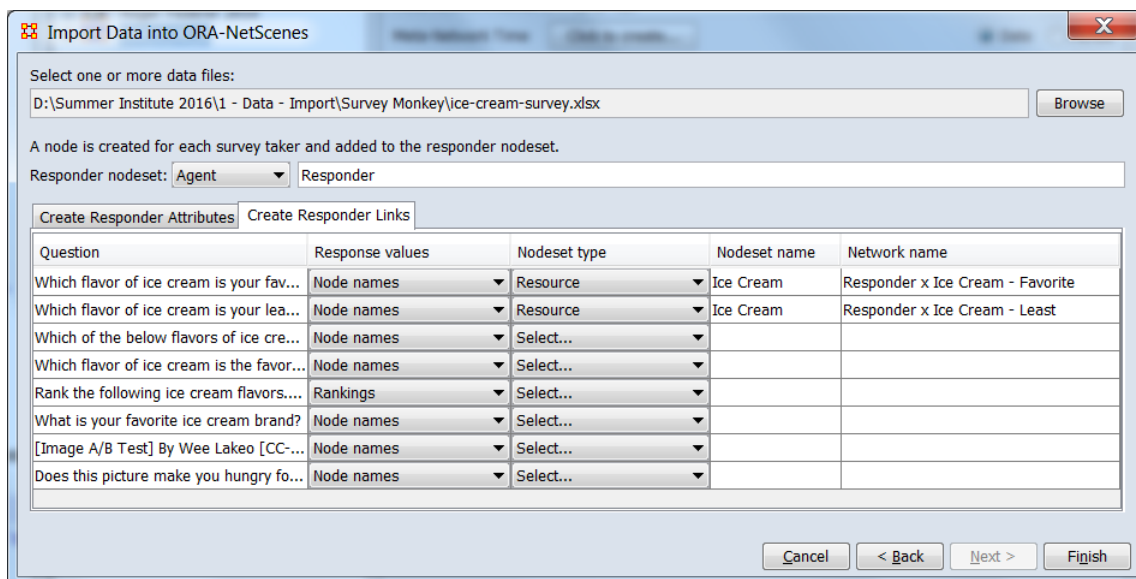 Import Data into ORA-NetScenes
Select one or more data files:
D:\Summer Institute 2016\1 - Data - Import\Survey Monkey\ice-cream-survey.xlsx Browse
A node is created for each survey taker and added to the responder nodeset.
Responder nodeset: Agent Responder
Create Responder Attributes Create Responder Links
Question Response values Nodeset type Nodeset name Network name
Which flavor of ice cream is your fav... Node names Resource Ice Cream Responder x Ice Cream - Favorite
Which flavor of ice cream is your lea... Node names Resource Ice Cream Responder x Ice Cream - Least
Which of the below flavors of ice cre... Node names Select...
Which flavor of ice cream is the favor... Node names Select...
Rank the following ice cream flavors.... Rankings Select...
What is your favorite ice cream brand? Node names Select...
[Image A/B Test] By Wee Lakeo [CC-... Node names Select...
Does this picture make you hungry fo... Node names Select...
Cancel < Back Next > Finish